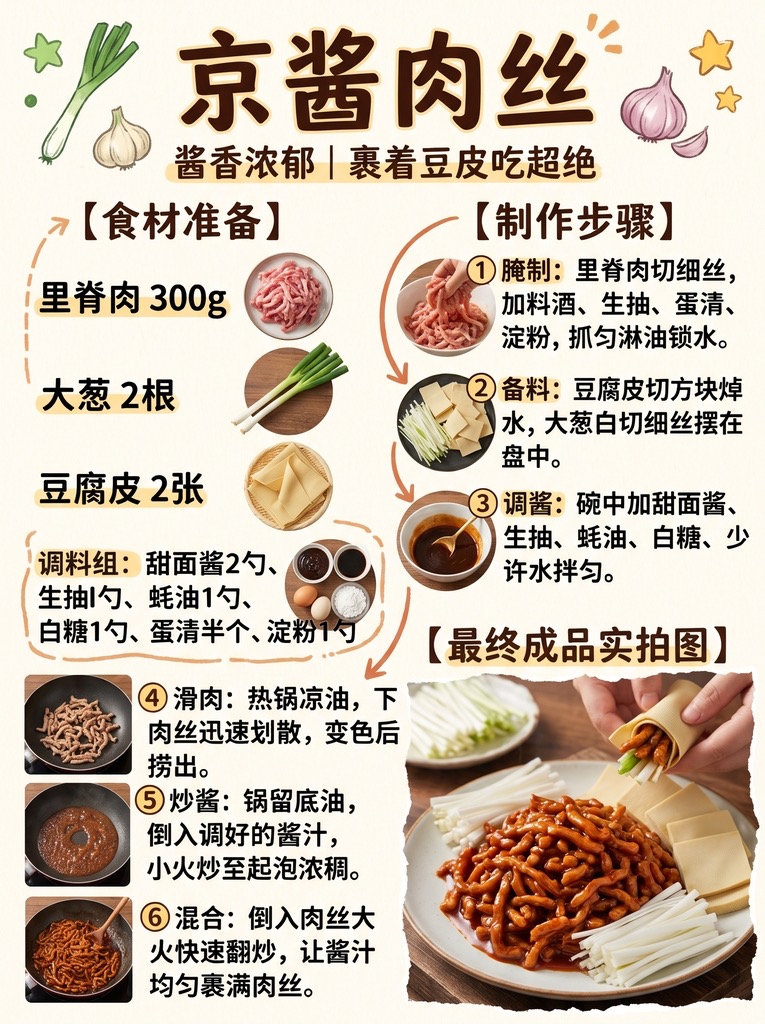 京酱肉丝
酱香浓郁｜裹着豆皮吃超绝
【食材准备】
里脊肉 300g
大葱 2根
豆腐皮 2张
调料组：甜面酱2勺、
生抽l勺、蚝油1勺、
白糖1勺、蛋清半个、淀粉1勺
【制作步骤】
① 腌制：里脊肉切细丝，
加料酒、生抽、蛋清、
淀粉，抓匀淋油锁水。
② 备料：豆腐皮切方块焯
水，大葱白切细丝摆在
盘中。
③ 调酱：碗中加甜面酱、
生抽、蚝油、白糖、少
许水拌匀。
④ 滑肉：热锅凉油，下
肉丝迅速划散，变色后
捞出。
⑤ 炒酱：锅留底油，
倒入调好的酱汁，
小火炒至起泡浓稠。
⑥ 混合：倒入肉丝大
火快速翻炒，让酱汁
均匀裹满肉丝。
【最终成品实拍图】